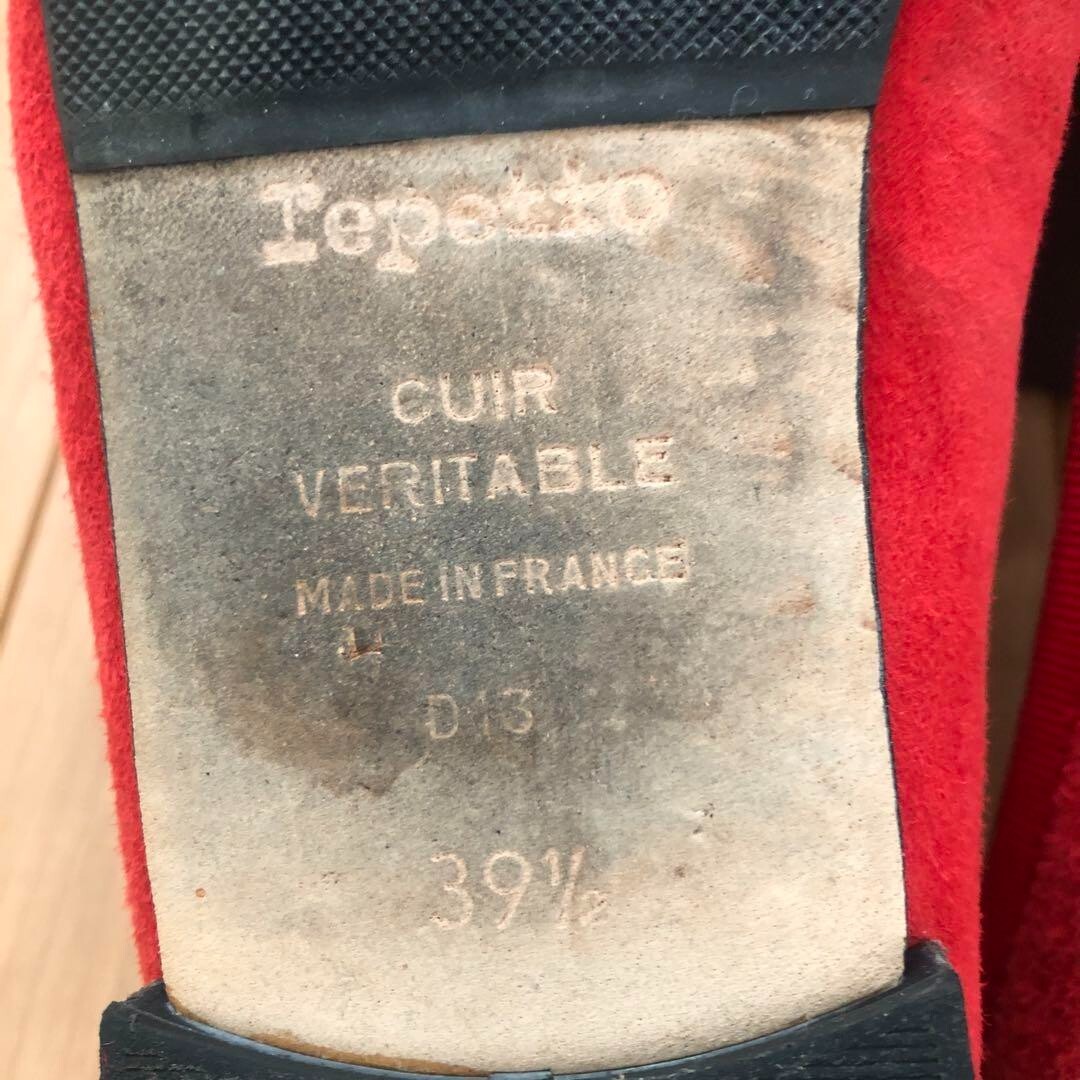 repetto
CUIR
VERITABLE
MADE IN FRANCE
D13
39½